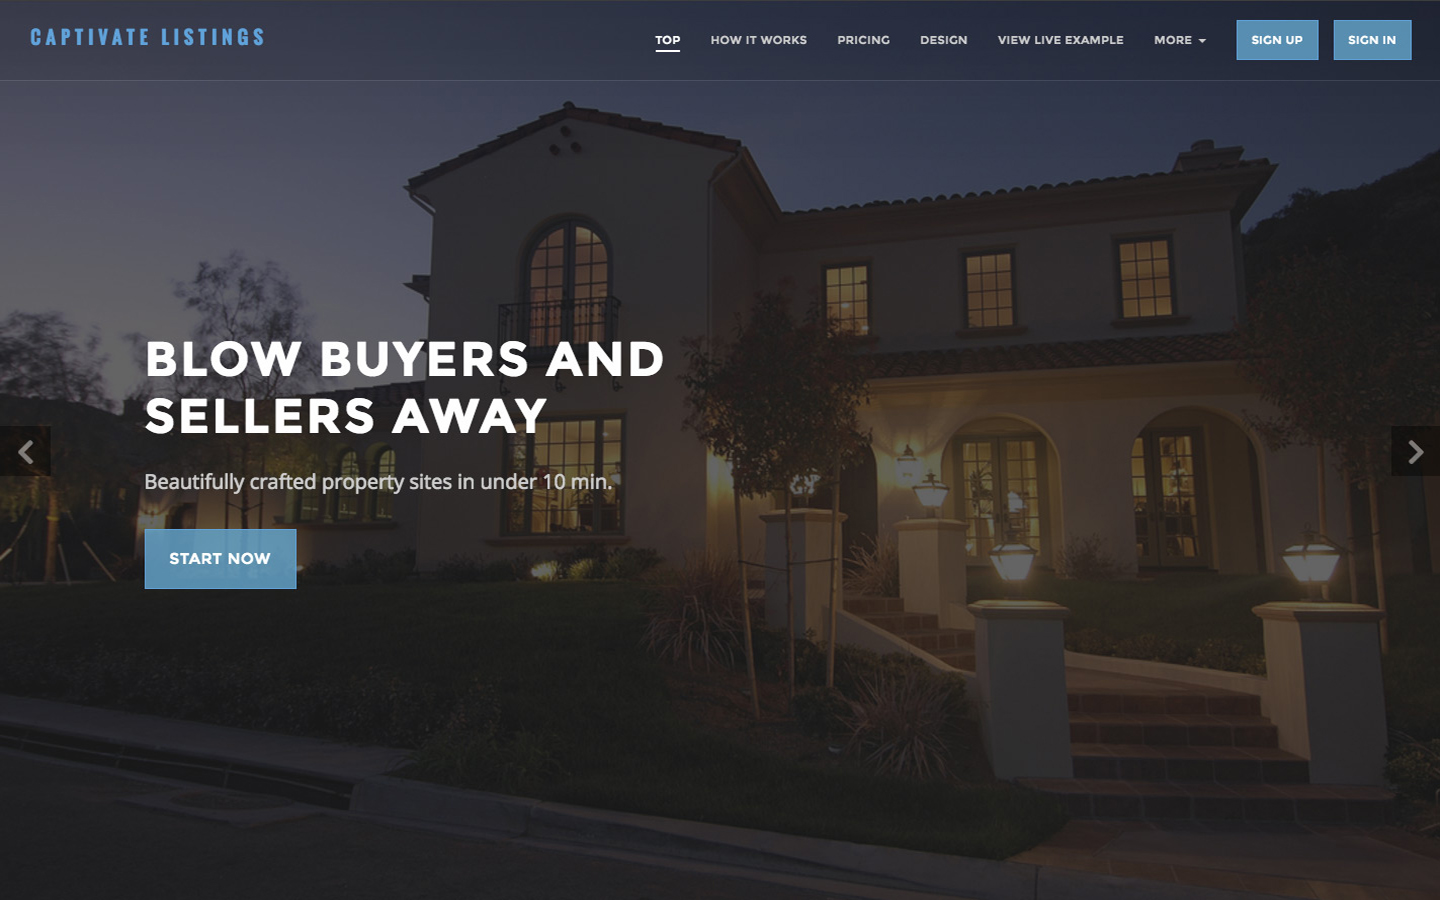 CAPTIVATE LISTINGS
TOP HOW IT WORKS PRICING DESIGN VIEW LIVE EXAMPLE MORE SIGN UP SIGN IN
BLOW BUYERS AND
SELLERS AWAY
Beautifully crafted property sites in under 10 min.
START NOW